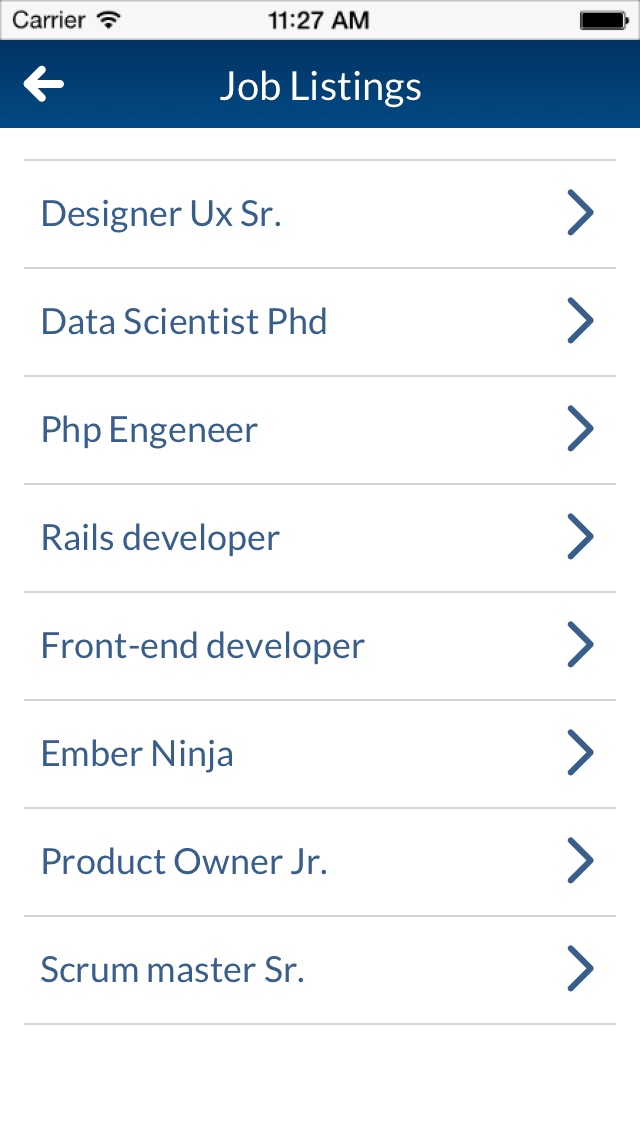 Carrier 11:27 AM
Job Listings
Designer Ux Sr.
Data Scientist Phd
Php Engeneer
Rails developer
Front-end developer
Ember Ninja
Product Owner Jr.
Scrum master Sr.